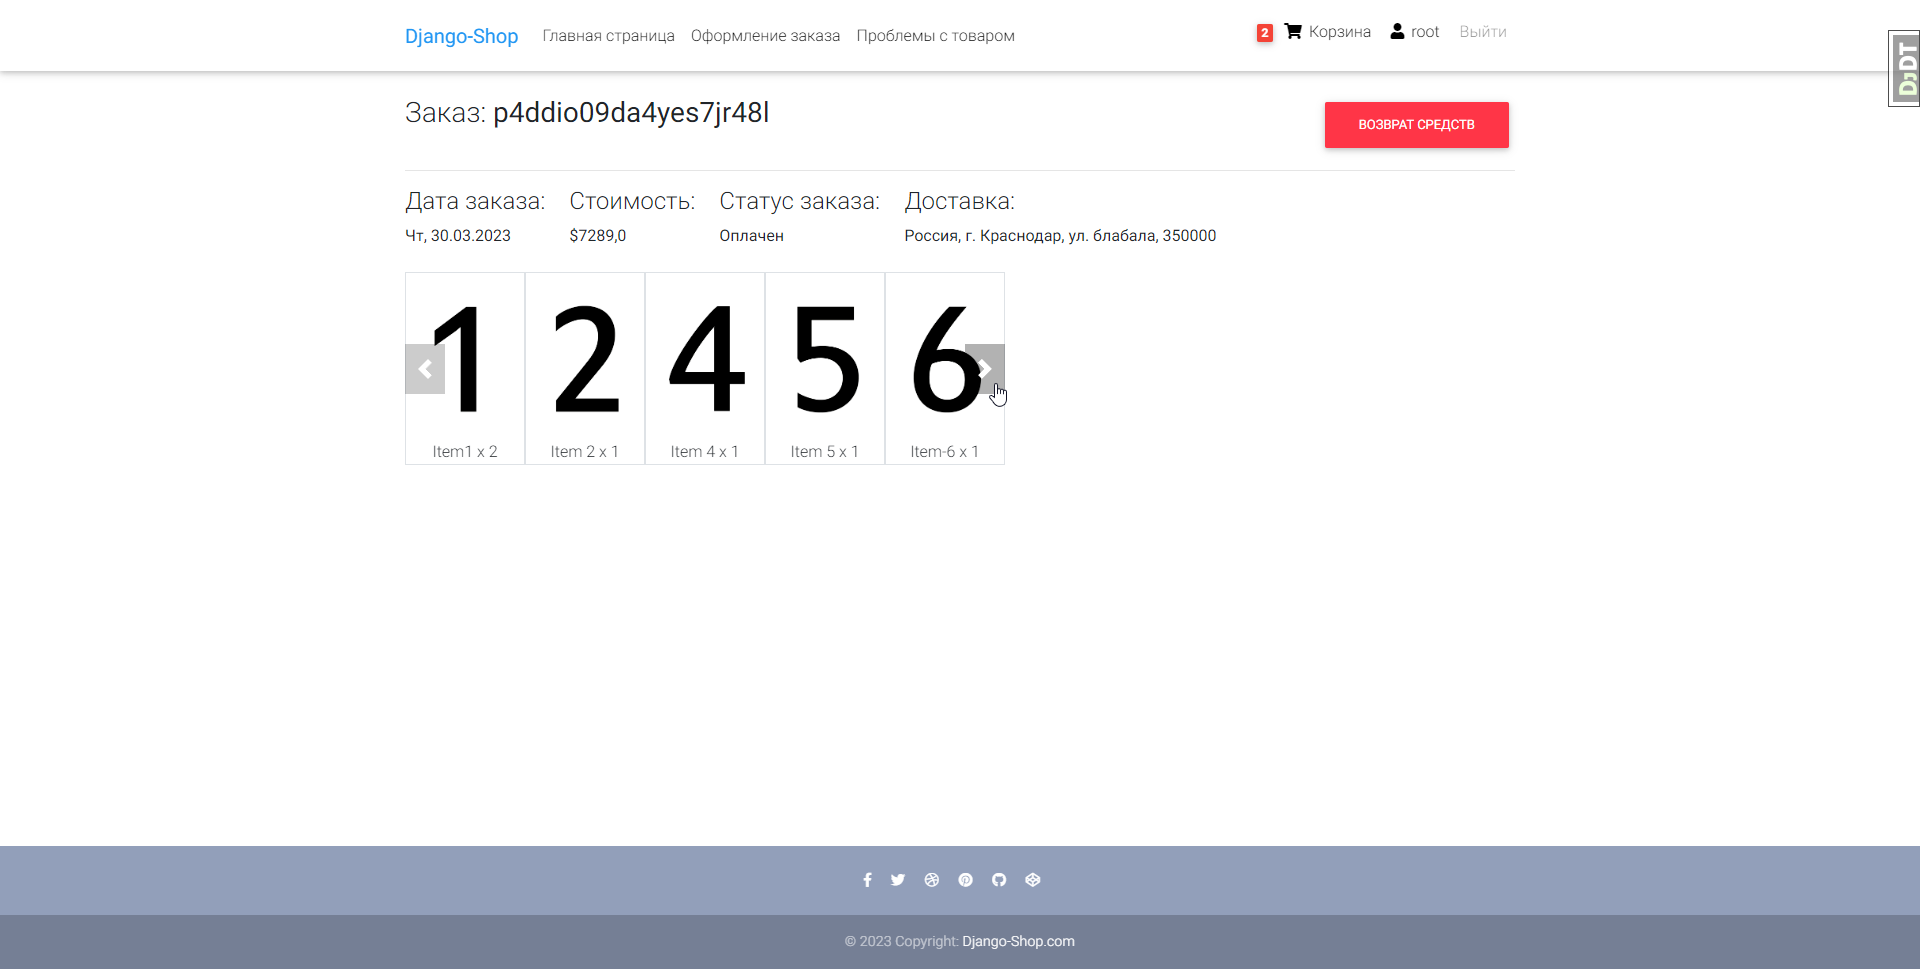 Django-Shop Главная страница Оформление заказа Проблемы с товаром 2 Корзина root Выйти
DJDT
Заказ: p4ddio09da4yes7jr48l
ВОЗВРАТ СРЕДСТВ
Дата заказа: Стоимость: Статус заказа: Доставка:
Чт, 30.03.2023 $7289,0 Оплачен Россия, г. Краснодар, ул. блабала, 350000
1 2 4 5 6
Item1 x 2 Item 2 x 1 Item 4 x 1 Item 5 x 1 Item-6 x 1
© 2023 Copyright: Django-Shop.com